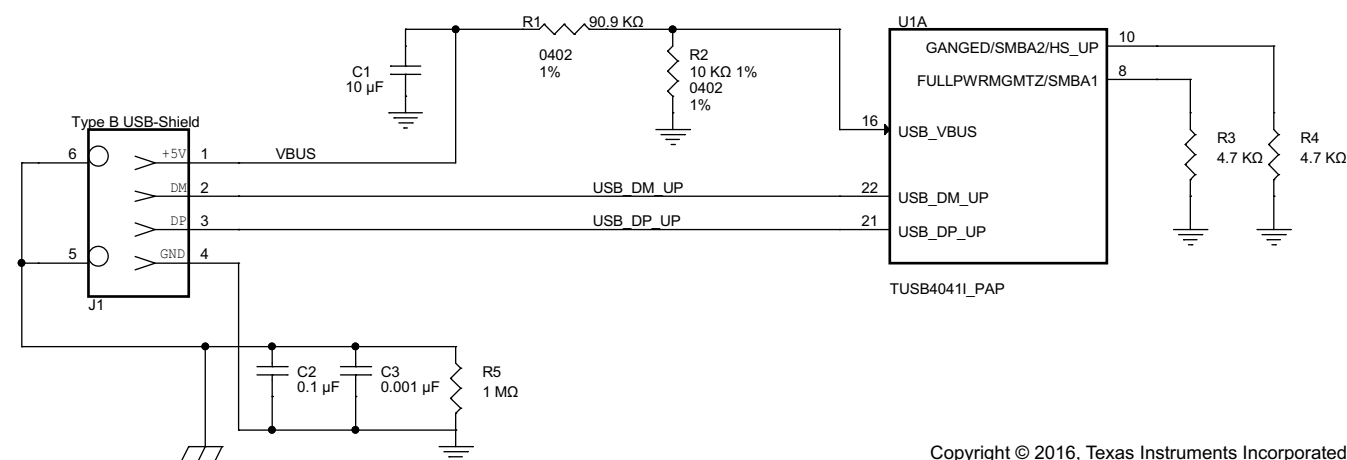 R1
90.9 KΩ
0402
1%
C1
10 µF
R2
10 KΩ 1%
0402
1%
U1A
GANGED/SMBA2/HS_UP
10
FULLPWRMGMTZ/SMBA1
8
16
USB_VBUS
R3
4.7 KΩ
R4
4.7 KΩ
Type B USB-Shield
6
+5V
1
VBUS
DM
2
USB_DM_UP
22
USB_DM_UP
DP
3
USB_DP_UP
21
USB_DP_UP
5
GND
4
J1
TUSB4041I_PAP
C2
0.1 µF
C3
0.001 µF
R5
1 MΩ
Copyright © 2016, Texas Instruments Incorporated